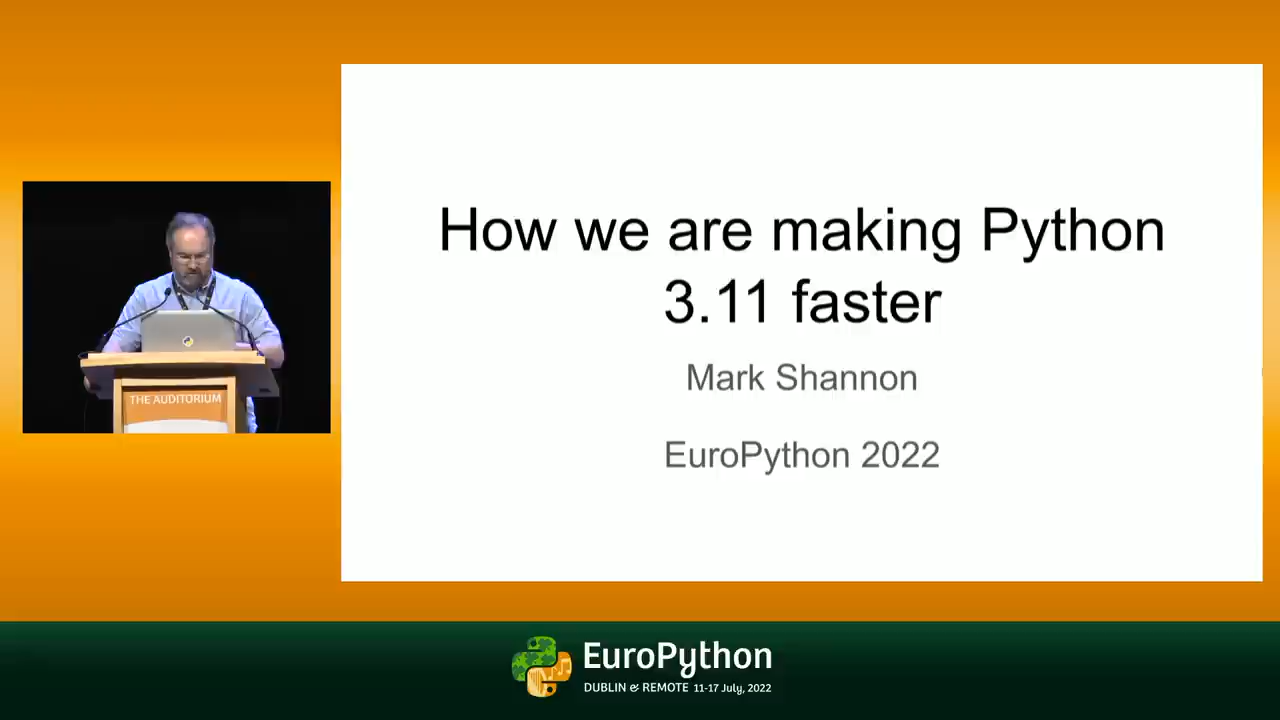 How we are making Python
3.11 faster
Mark Shannon
EuroPython 2022
THE AUDITORIUM
EuroPython
DUBLIN & REMOTE 11-17 July, 2022